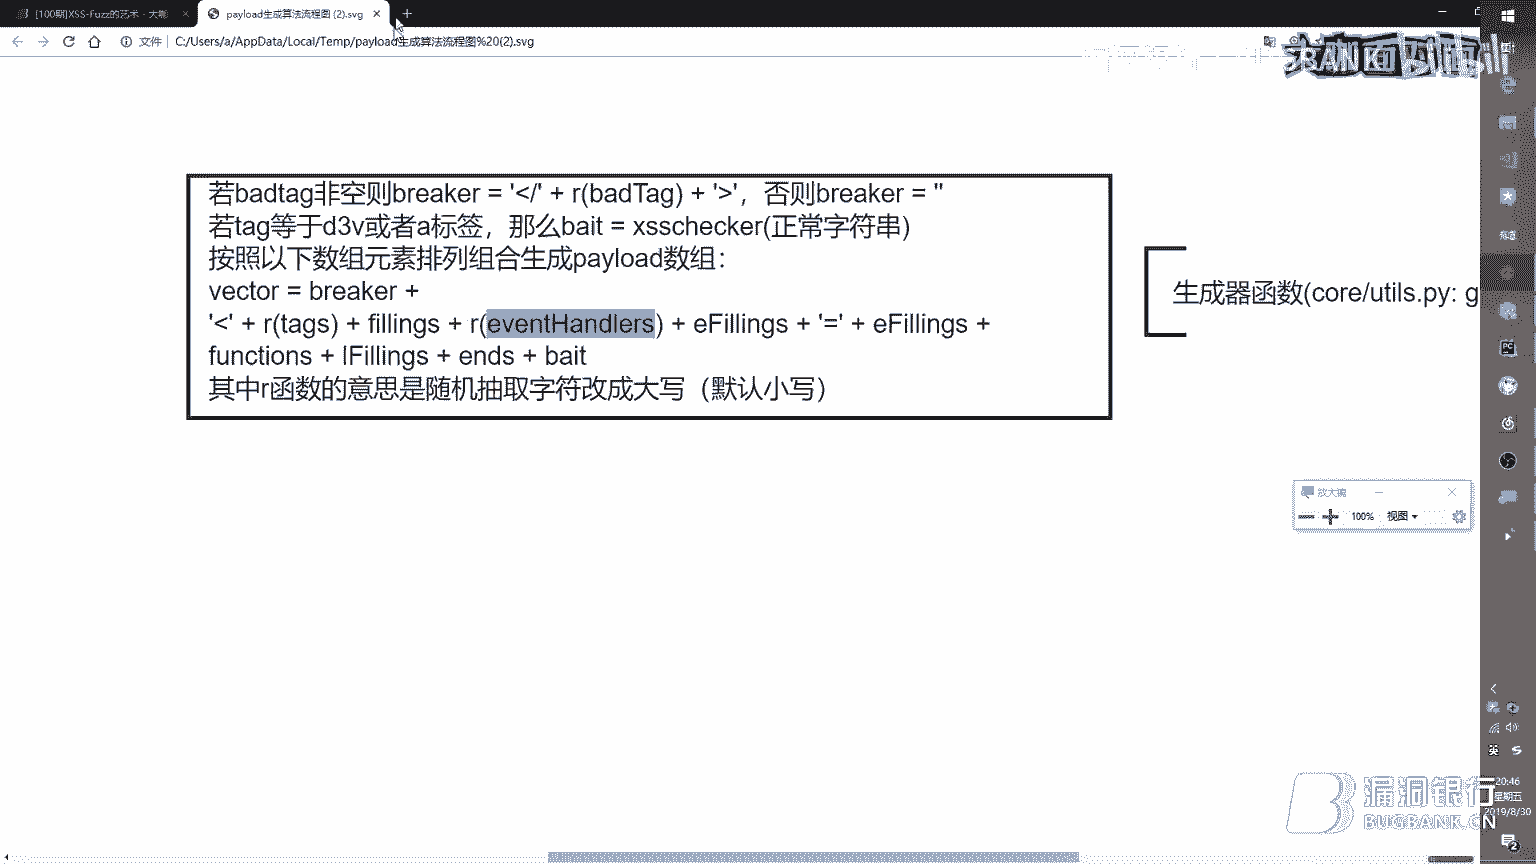 [100期]XSS-Fuzz的艺术 - 大咖
payload生成算法流程图 (2).svg
文件
C:/Users/a/AppData/Local/Temp/payload生成算法流程图%20(2).svg
大咖面对面
若badtag非空则breaker = '</' + r(badTag) + '>'，否则breaker = ''
若tag等于d3v或者a标签，那么bait = xsschecker(正常字符串)
按照以下数组元素排列组合生成payload数组：
vector = breaker +
'<' + r(tags) + fillings + r(eventHandlers) + eFillings + '=' + eFillings +
functions + lFillings + ends + bait
其中r函数的意思是随机抽取字符改成大写（默认小写）
生成器函数(core/utils.py: g
放大镜
100%
视图
英
20:46
星期五
2019/8/30
漏洞银行
BUGBANK.CN
2